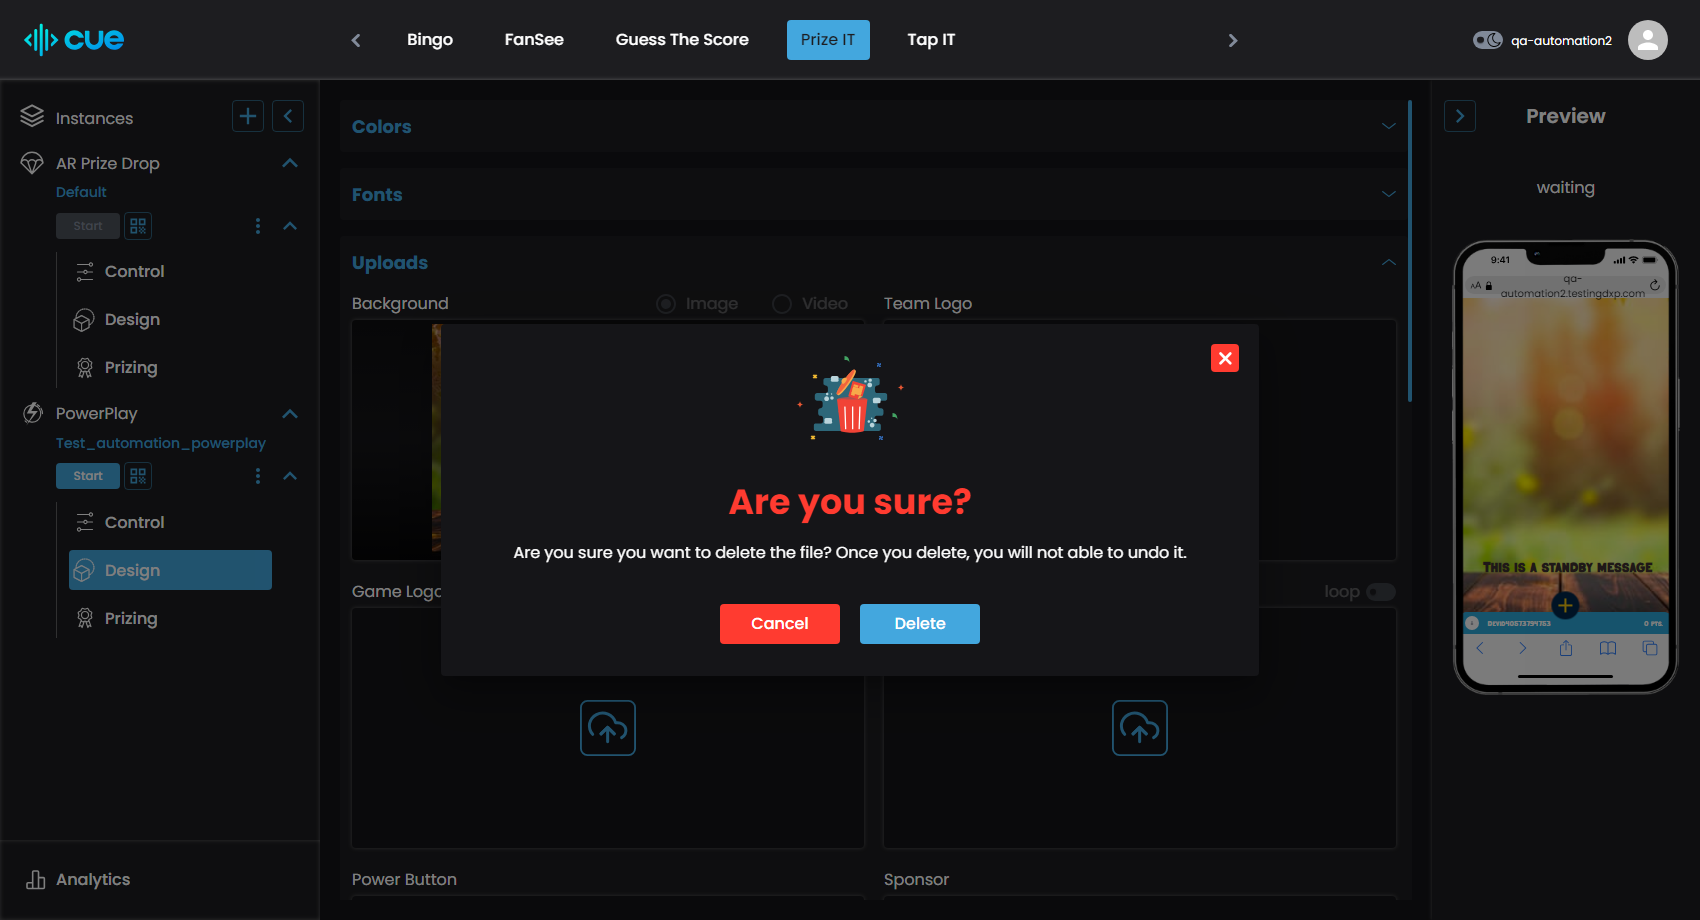 cue
Bingo
FanSee
Guess The Score
Prize IT
Tap IT
qa-automation2
Instances
AR Prize Drop
Default
Start
Control
Design
Prizing
PowerPlay
Test_automation_powerplay
Start
Control
Design
Prizing
Analytics
Colors
Fonts
Uploads
Background
Image
Video
Team Logo
Are you sure?
Are you sure you want to delete the file? Once you delete, you will not able to undo it.
Cancel
Delete
Game Logo
loop
Power Button
Sponsor
Preview
waiting
9:41
AA
qa-
automation2.testingdxp.com
This is a standby message
0 PTS.